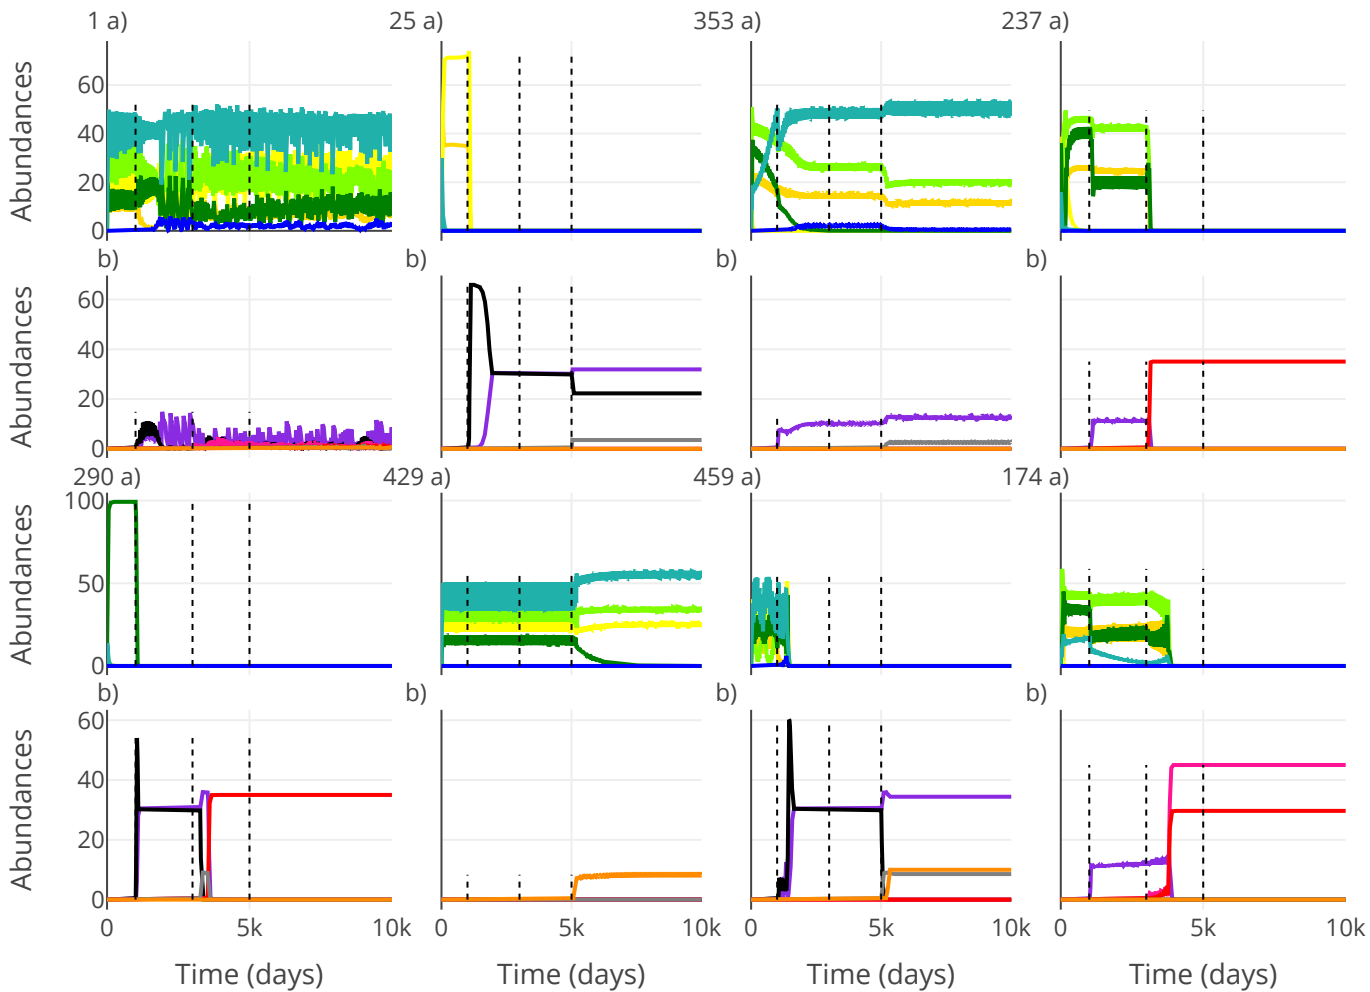 1 a) 25 a) 353 a) 237 a)
Abundances
60
40
20
0
b) b) b) b)
Abundances
60
40
20
0
290 a) 429 a) 459 a) 174 a)
Abundances
100
50
0
b) b) b) b)
Abundances
60
40
20
0
0 5k 10k 0 5k 10k 0 5k 10k 0 5k 10k
Time (days) Time (days) Time (days) Time (days)